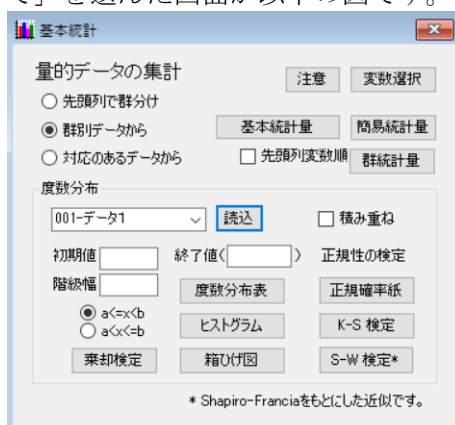 て」を選んだ画面が以下の図です。
基本統計
量的データの集計
注意 変数選択
先頭列で群分け
群別データから 基本統計量 簡易統計量
対応のあるデータから 先頭列変数順 群統計量
度数分布
001-データ1 読込 積み重ね
初期値 終了値( ) 正規性の検定
階級幅 度数分布表 正規確率紙
a<=x<b
a<x<=b
ヒストグラム K-S 検定
棄却検定 箱ひげ図 S-W 検定*
* Shapiro-Franciaをもとにした近似です。